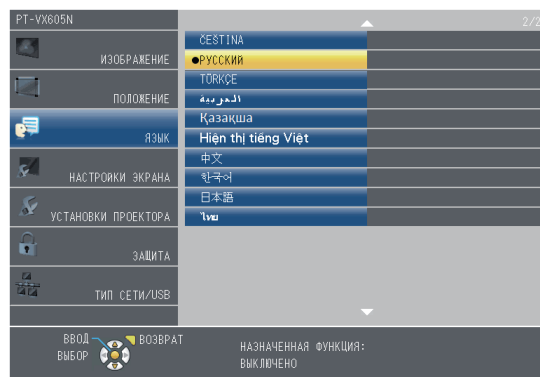 PT-VX605N
2/2
ИЗОБРАЖЕНИЕ
ПОЛОЖЕНИЕ
ЯЗЫК
НАСТРОЙКИ ЭКРАНА
УСТАНОВКИ ПРОЕКТОРА
ЗАЩИТА
ТИП СЕТИ/USB
ČEŠTINA
●РУССКИЙ
TÜRKÇE
العربية
Қазақша
Hiện thị tiếng Việt
中文
한국어
日本語
ไทย
ВВОД
ВОЗВРАТ
ВЫБОР
НАЗНАЧЕННАЯ ФУНКЦИЯ:
ВЫКЛЮЧЕНО